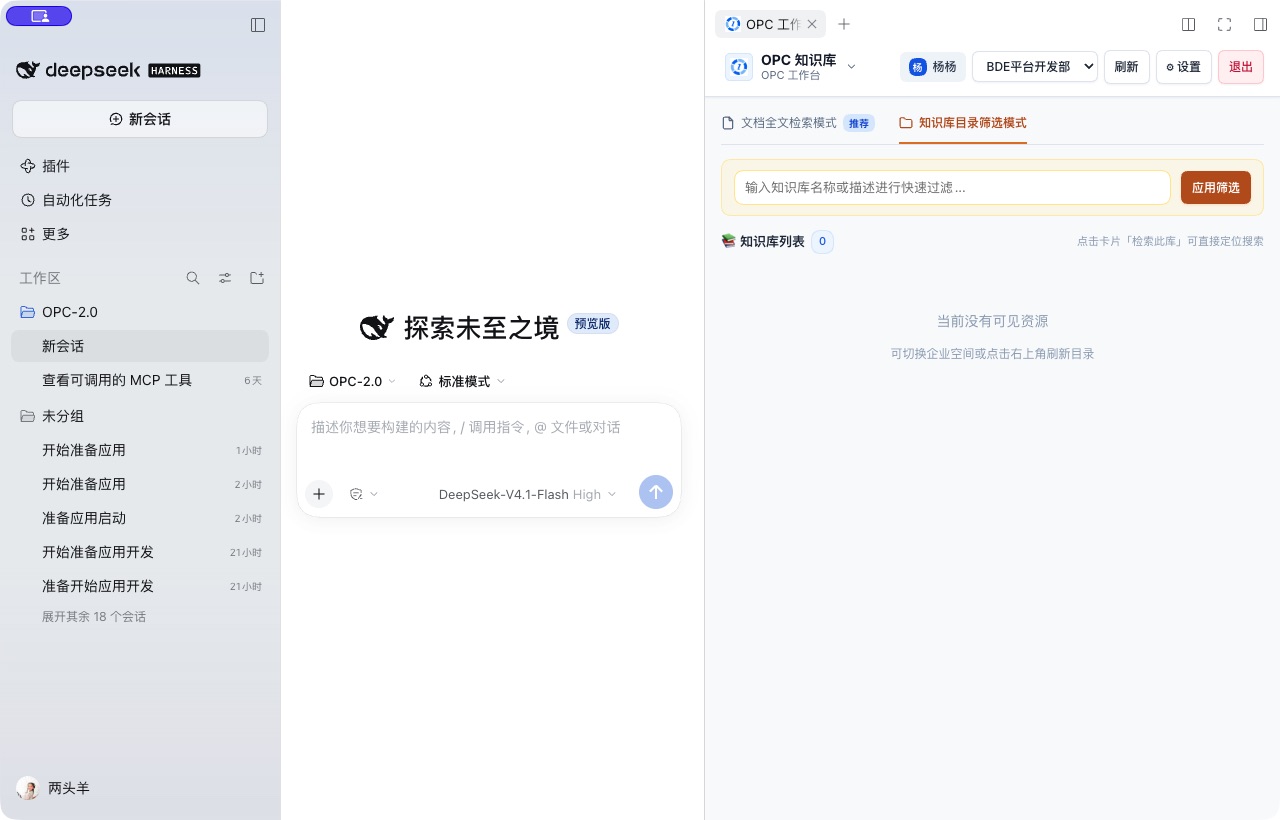 deepseek HARNESS
新会话
插件
自动化任务
更多
工作区
OPC-2.0
新会话
查看可调用的 MCP 工具 6天
未分组
开始准备应用 1小时
开始准备应用 2小时
准备应用启动 2小时
开始准备应用开发 21小时
准备开始应用开发 21小时
展开其余 18 个会话
两头羊
探索未至之境 预览版
OPC-2.0 标准模式
描述你想要构建的内容, / 调用指令, @ 文件或对话
DeepSeek-V4.1-Flash High
OPC 工作
OPC 知识库
OPC 工作台
杨 杨杨
BDE平台开发部
刷新
设置
退出
文档全文检索模式 推荐
知识库目录筛选模式
输入知识库名称或描述进行快速过滤...
应用筛选
知识库列表 0
点击卡片「检索此库」可直接定位搜索
当前没有可见资源
可切换企业空间或点击右上角刷新目录